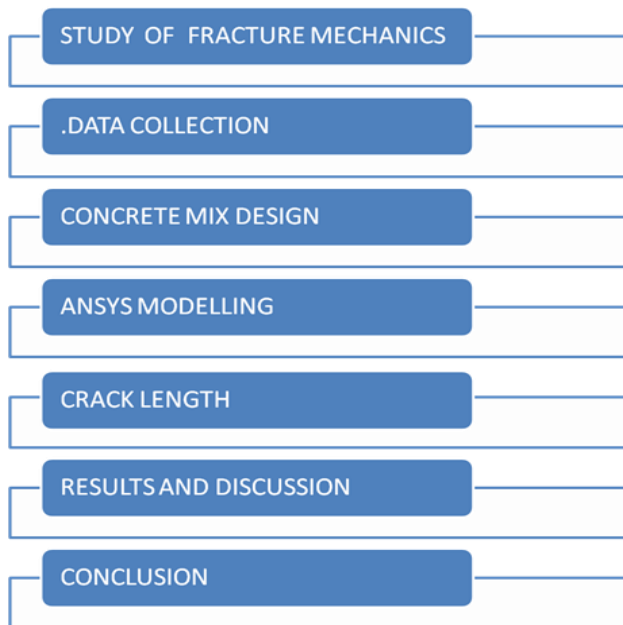 STUDY OF FRACTURE MECHANICS
.DATA COLLECTION
CONCRETE MIX DESIGN
ANSYS MODELLING
CRACK LENGTH
RESULTS AND DISCUSSION
CONCLUSION